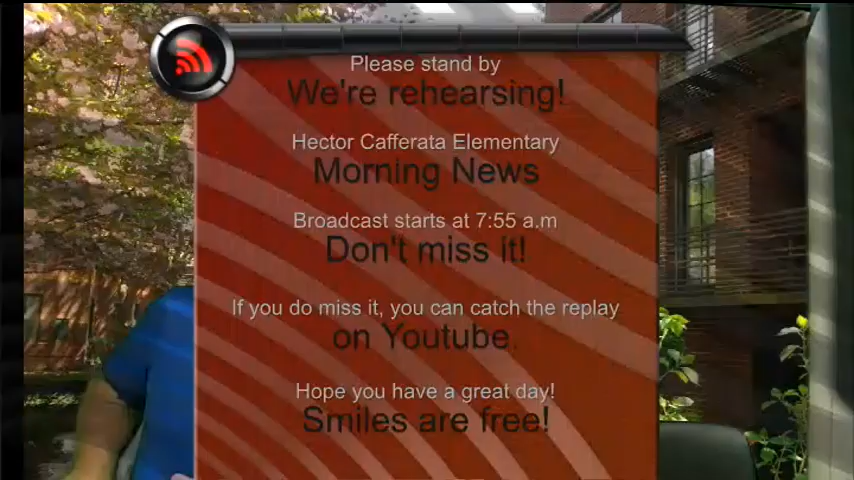 Please stand by
We're rehearsing!
Hector Cafferata Elementary
Morning News
Broadcast starts at 7:55 a.m
Don't miss it!
If you do miss it, you can catch the replay
on Youtube.
Hope you have a great day!
Smiles are free!